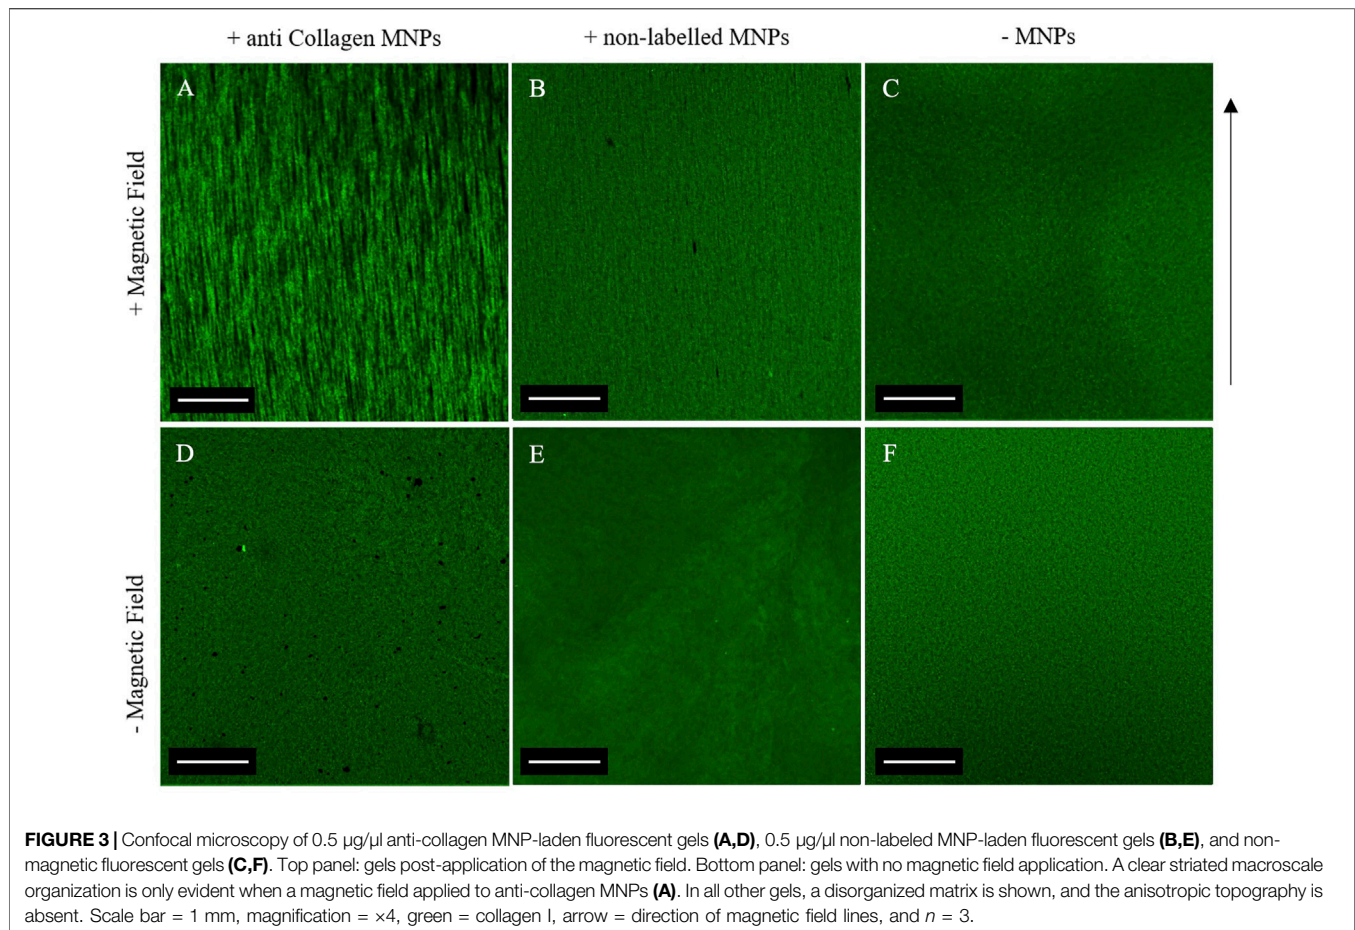 + anti Collagen MNPs
+ non-labelled MNPs
- MNPs
+ Magnetic Field
A
B
C
- Magnetic Field
D
E
F
FIGURE 3 | Confocal microscopy of 0.5 µg/µl anti-collagen MNP-laden fluorescent gels (A,D), 0.5 µg/µl non-labeled MNP-laden fluorescent gels (B,E), and non-
magnetic fluorescent gels (C,F). Top panel: gels post-application of the magnetic field. Bottom panel: gels with no magnetic field application. A clear striated macroscale
organization is only evident when a magnetic field applied to anti-collagen MNPs (A). In all other gels, a disorganized matrix is shown, and the anisotropic topography is
absent. Scale bar = 1 mm, magnification = ×4, green = collagen I, arrow = direction of magnetic field lines, and n = 3.